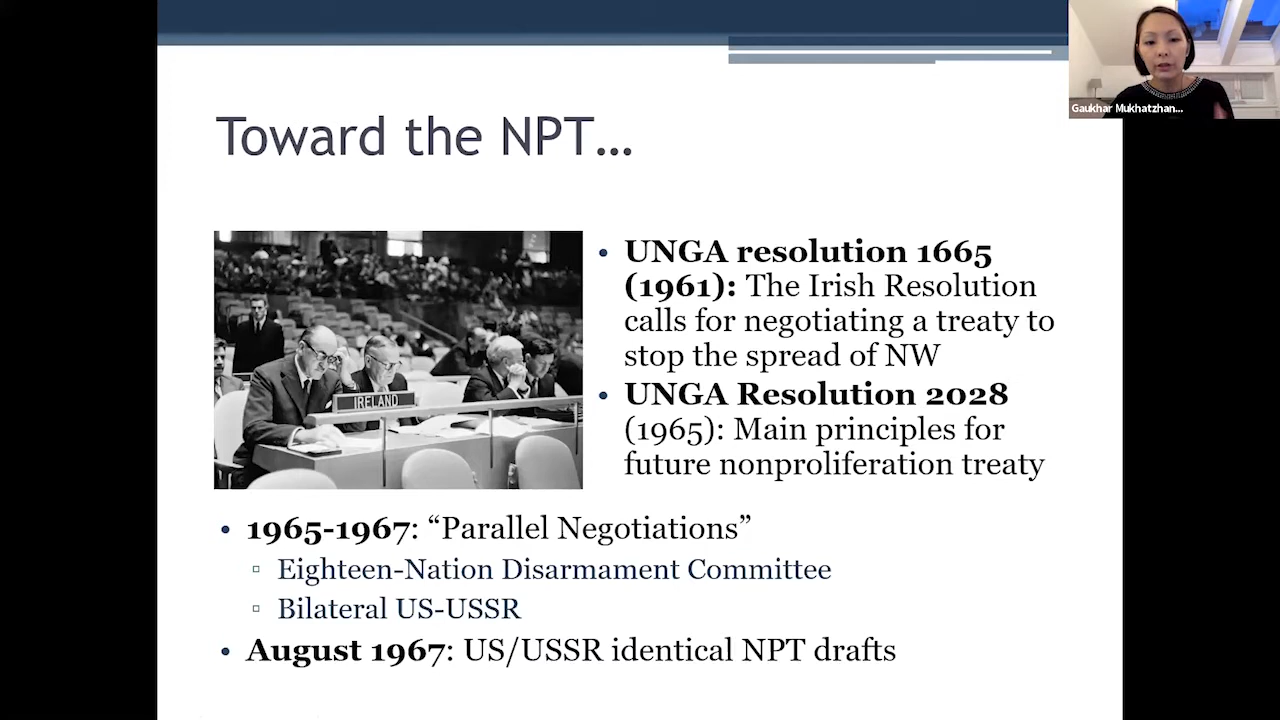 Toward the NPT…
Gaukhar Mukhatzhan...
IRELAND
• UNGA resolution 1665
(1961): The Irish Resolution
calls for negotiating a treaty to
stop the spread of NW
• UNGA Resolution 2028
(1965): Main principles for
future nonproliferation treaty
• 1965-1967: “Parallel Negotiations”
▫ Eighteen-Nation Disarmament Committee
▫ Bilateral US-USSR
• August 1967: US/USSR identical NPT drafts